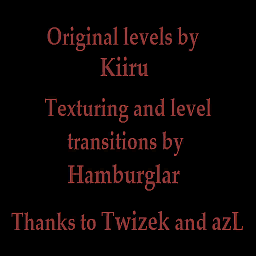 Original levels by
Kiiru
Texturing and level
transitions by
Hamburglar
Thanks to Twizek and azL